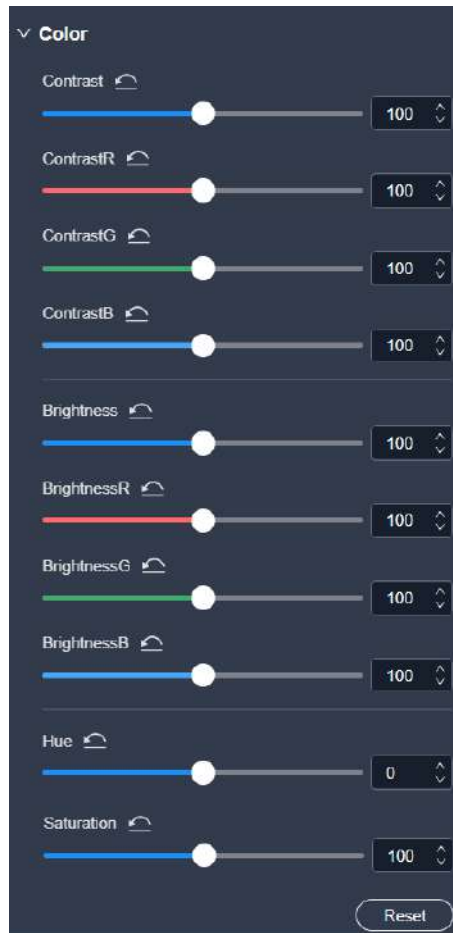 Color
Contrast
100
ContrastR
100
ContrastG
100
ContrastB
100
Brightness
100
BrightnessR
100
BrightnessG
100
BrightnessB
100
Hue
0
Saturation
100
Reset